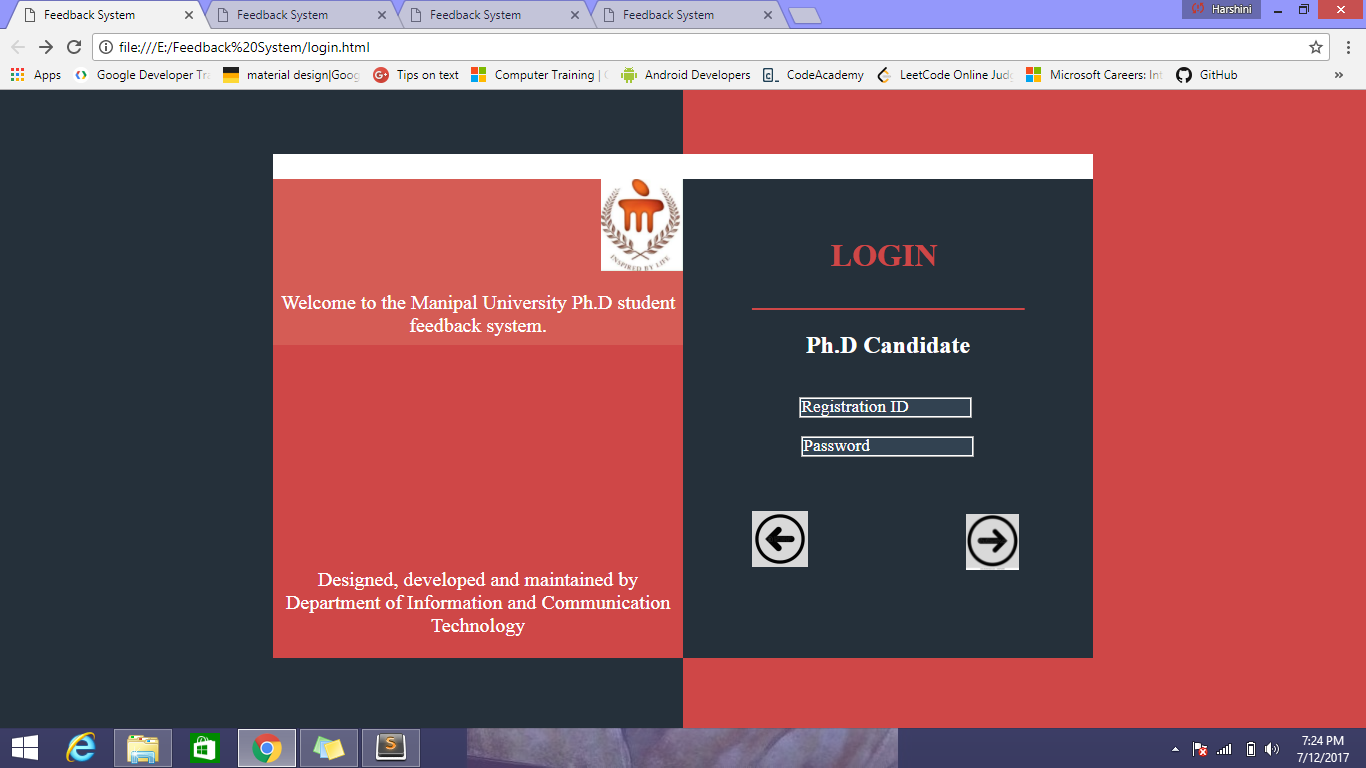 Feedback System
Feedback System
Feedback System
Feedback System
Harshini
file:///E:/Feedback%20System/login.html
Apps
Google Developer Tra
material design|Goog
Tips on text
Computer Training |
Android Developers
CodeAcademy
LeetCode Online Judg
Microsoft Careers: Int
GitHub
»
INSPIRED BY LIFE
Welcome to the Manipal University Ph.D student
feedback system.
Designed, developed and maintained by
Department of Information and Communication
Technology
LOGIN
Ph.D Candidate
Registration ID
Password
7:24 PM
7/12/2017